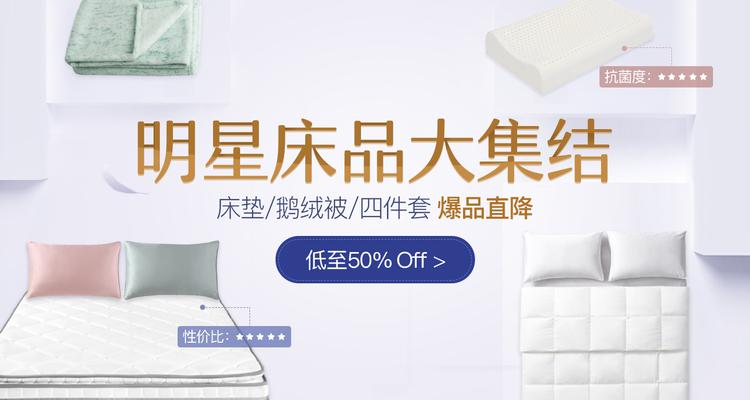 抗菌度：★★★★★
明星床品大集结
床垫/鹅绒被/四件套 爆品直降
低至50% Off >
性价比：★★★★★